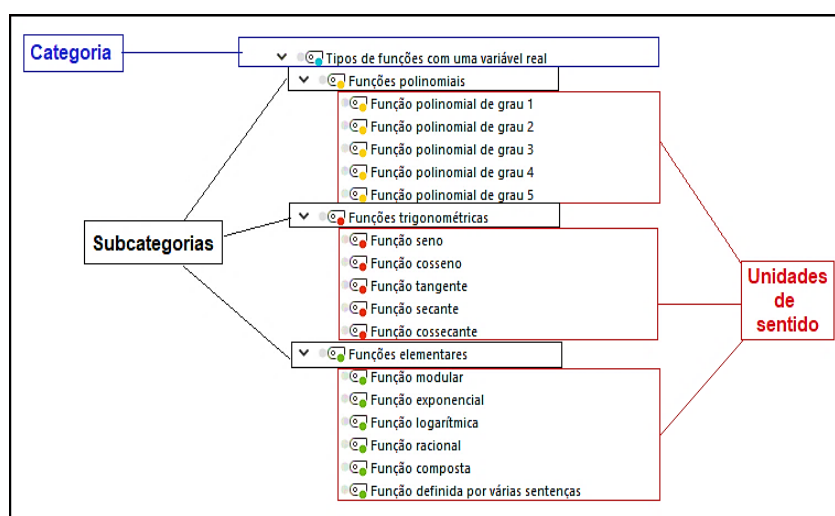 Categoria
Tipos de funções com uma variável real
Funções polinomiais
Função polinomial de grau 1
Função polinomial de grau 2
Função polinomial de grau 3
Função polinomial de grau 4
Função polinomial de grau 5
Subcategorias
Funções trigonométricas
Função seno
Função cosseno
Função tangente
Função secante
Função cossecante
Unidades
de
sentido
Funções elementares
Função modular
Função exponencial
Função logarítmica
Função racional
Função composta
Função definida por várias sentenças